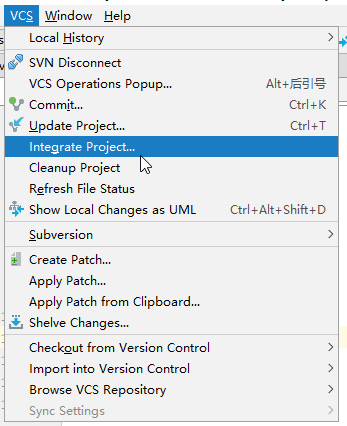 VCS Window Help
Local History
SVN Disconnect
VCS Operations Popup... Alt+后引号
Commit... Ctrl+K
Update Project... Ctrl+T
Integrate Project...
Cleanup Project
Refresh File Status
Show Local Changes as UML Ctrl+Alt+Shift+D
Subversion
Create Patch...
Apply Patch...
Apply Patch from Clipboard...
Shelve Changes...
Checkout from Version Control
Import into Version Control
Browse VCS Repository
Sync Settings